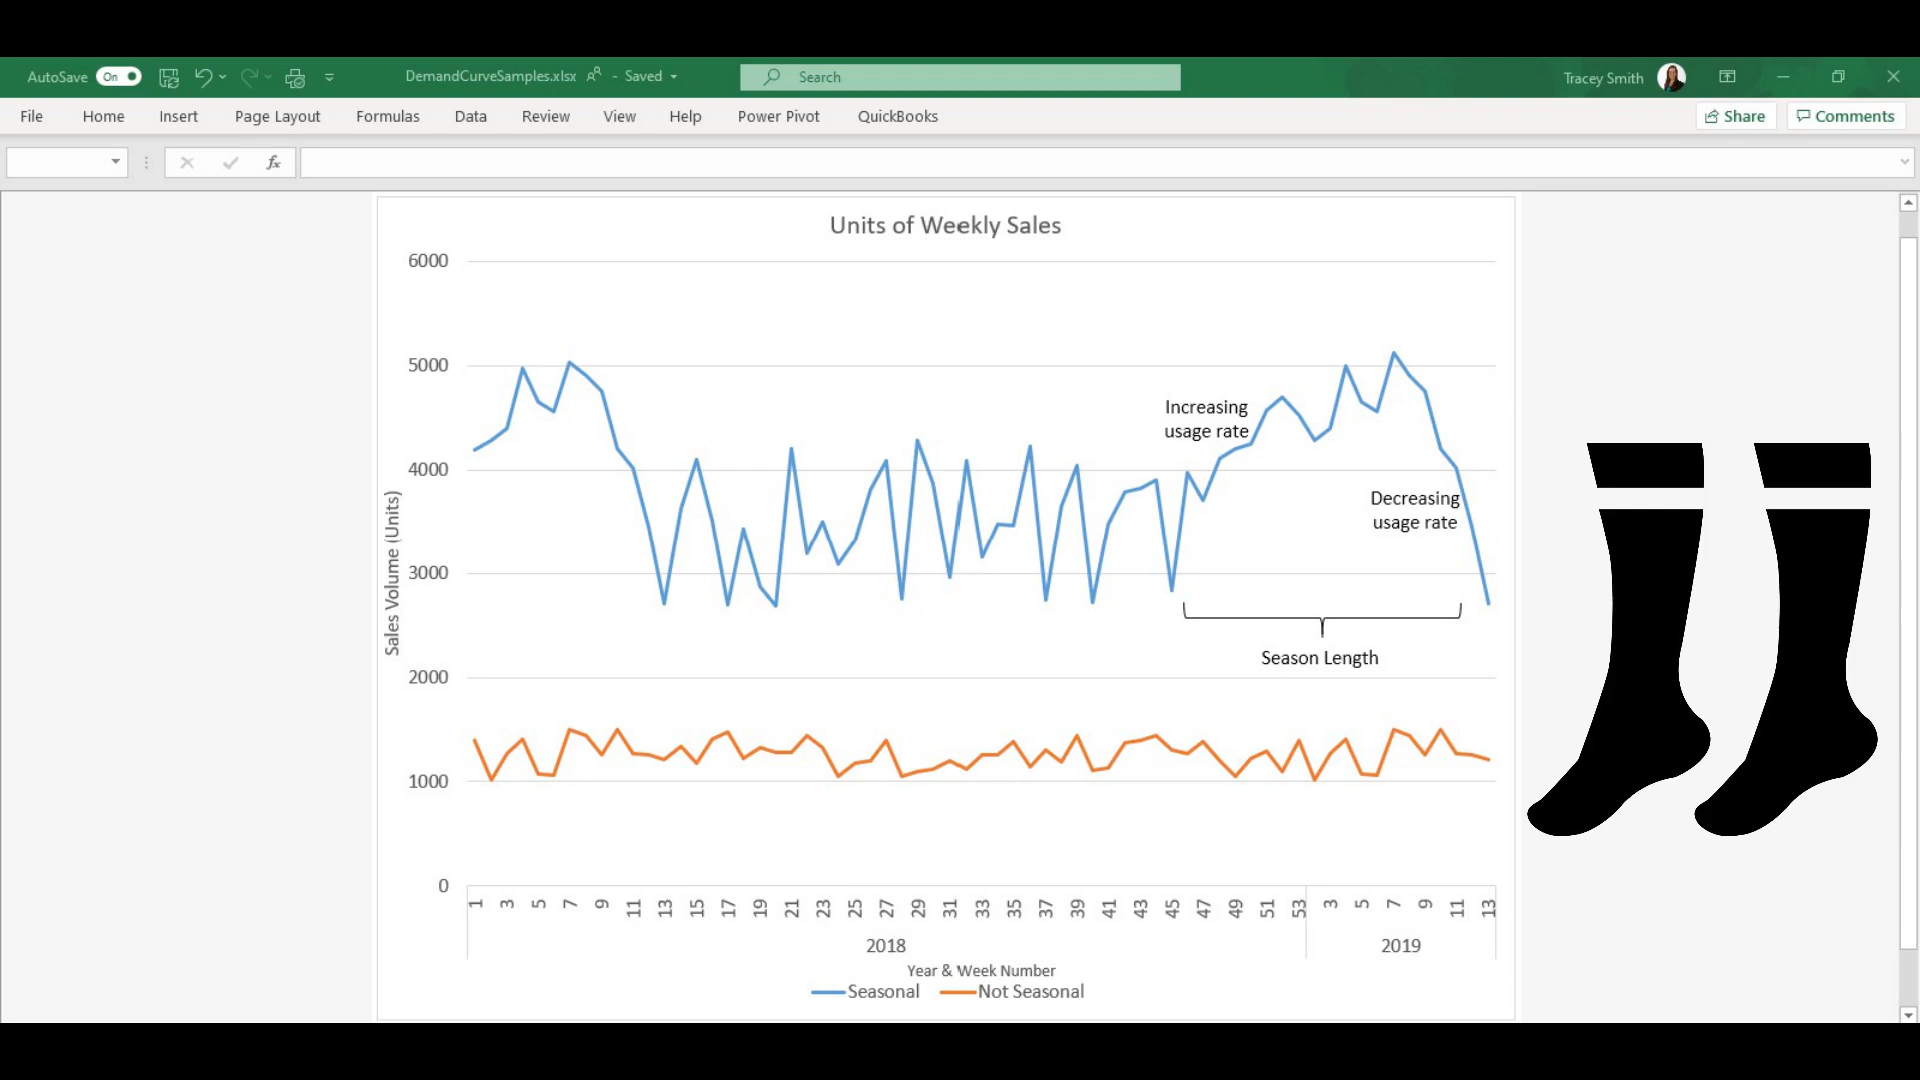 AutoSave On DemandCurveSamples.xlsx - Saved Search Tracey Smith
File Home Insert Page Layout Formulas Data Review View Help Power Pivot QuickBooks Share Comments
fx
Units of Weekly Sales
6000
5000
4000
3000
2000
1000
0
Sales Volume (Units)
Increasing
usage rate
Decreasing
usage rate
Season Length
1 3 5 7 9 11 13 15 17 19 21 23 25 27 29 31 33 35 37 39 41 43 45 47 49 51 53 3 5 7 9 11 13
2018 2019
Year & Week Number
Seasonal Not Seasonal